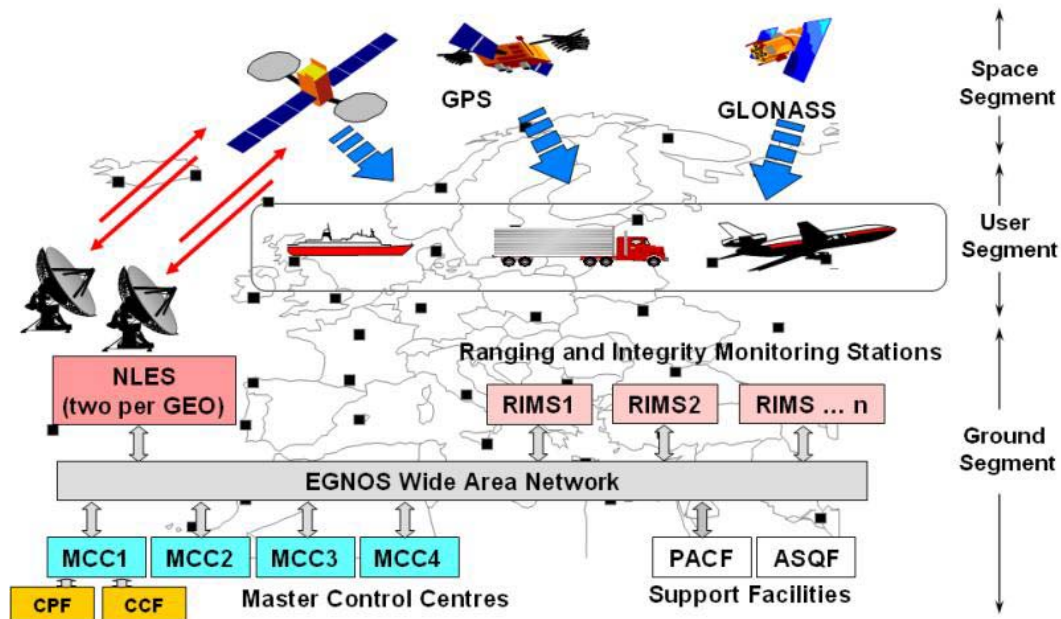 GPS
GLONASS
Space
Segment
User
Segment
Ranging and Integrity Monitoring Stations
NLES
(two per GEO)
RIMS1
RIMS2
RIMS ... n
Ground
Segment
EGNOS Wide Area Network
MCC1
MCC2
MCC3
MCC4
PACF
ASQF
CPF
CCF
Master Control Centres
Support Facilities